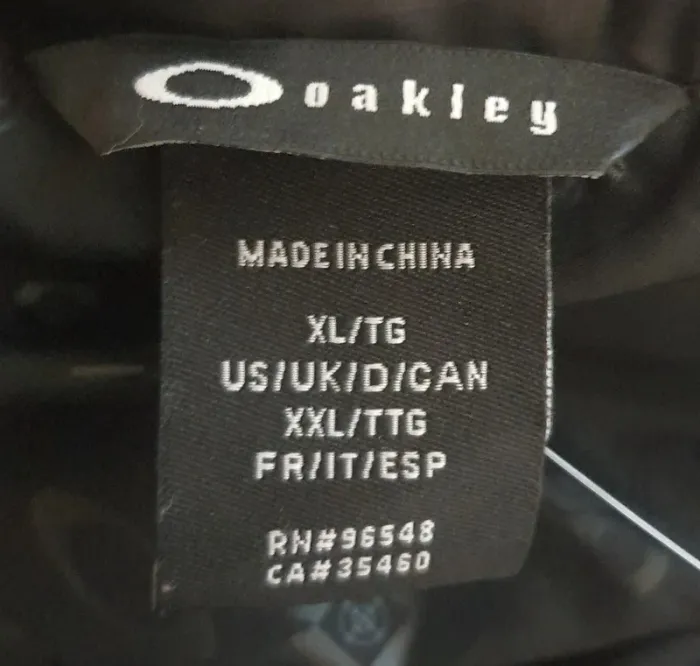 oakley
MADE IN CHINA
XL/TG
US/UK/D/CAN
XXL/TTG
FR/IT/ESP
RN#96548
CA#35460